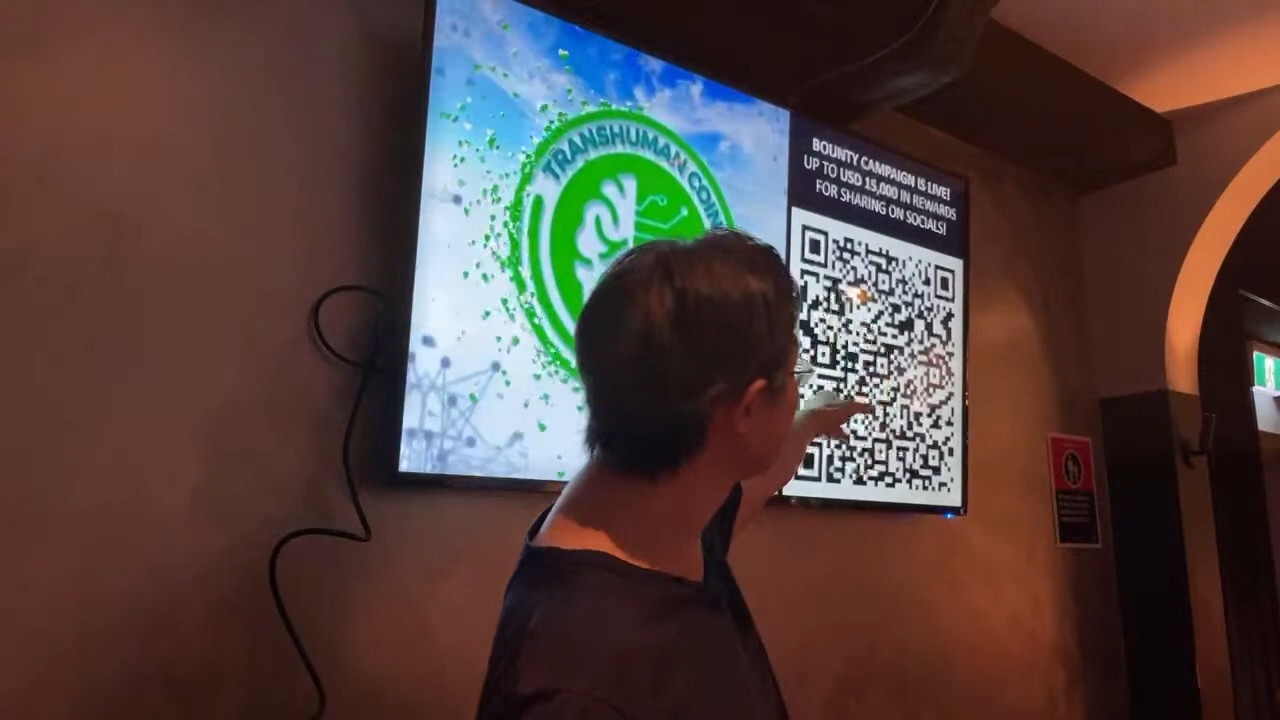 TRANSHUMAN COIN
BOUNTY CAMPAIGN IS LIVE!
UP TO USD 15,000 IN REWARDS
FOR SHARING ON SOCIALS!